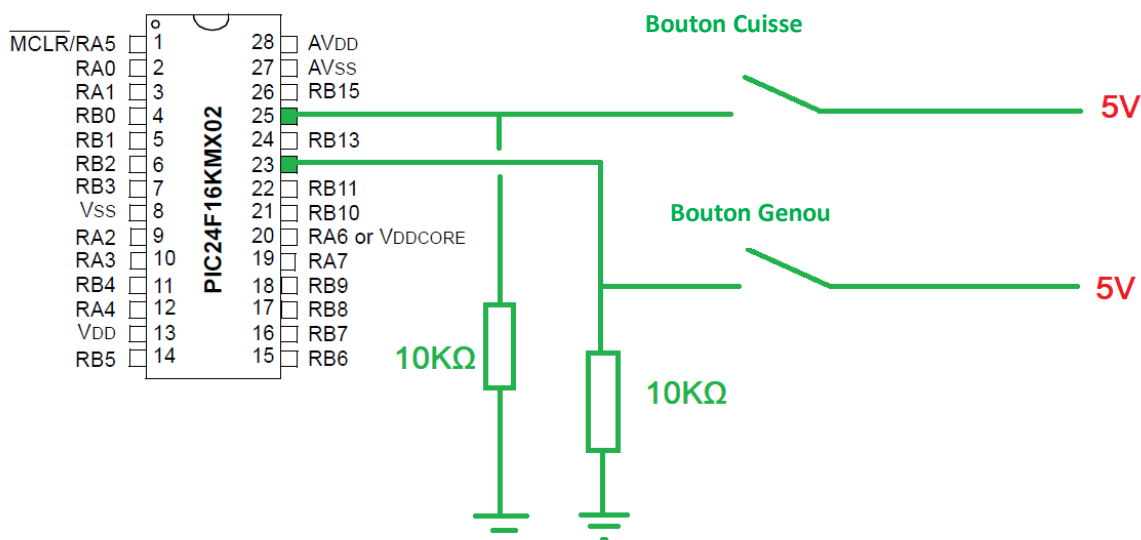 Bouton Cuisse
MCLR/RA5 1 28 AVDD
RA0 2 27 AVSS
RA1 3 26 RB15
RB0 4 25
5V
RB1 5 24 RB13
RB2 6 23
RB3 7 22 RB11
VSS 8 21 RB10
Bouton Genou
RA2 9 20 RA6 or VDDCORE
RA3 10 19 RA7
RB4 11 18 RB9
5V
RA4 12 17 RB8
VDD 13 16 RB7
RB5 14 15 RB6
PIC24F16KMX02
10KΩ
10KΩ